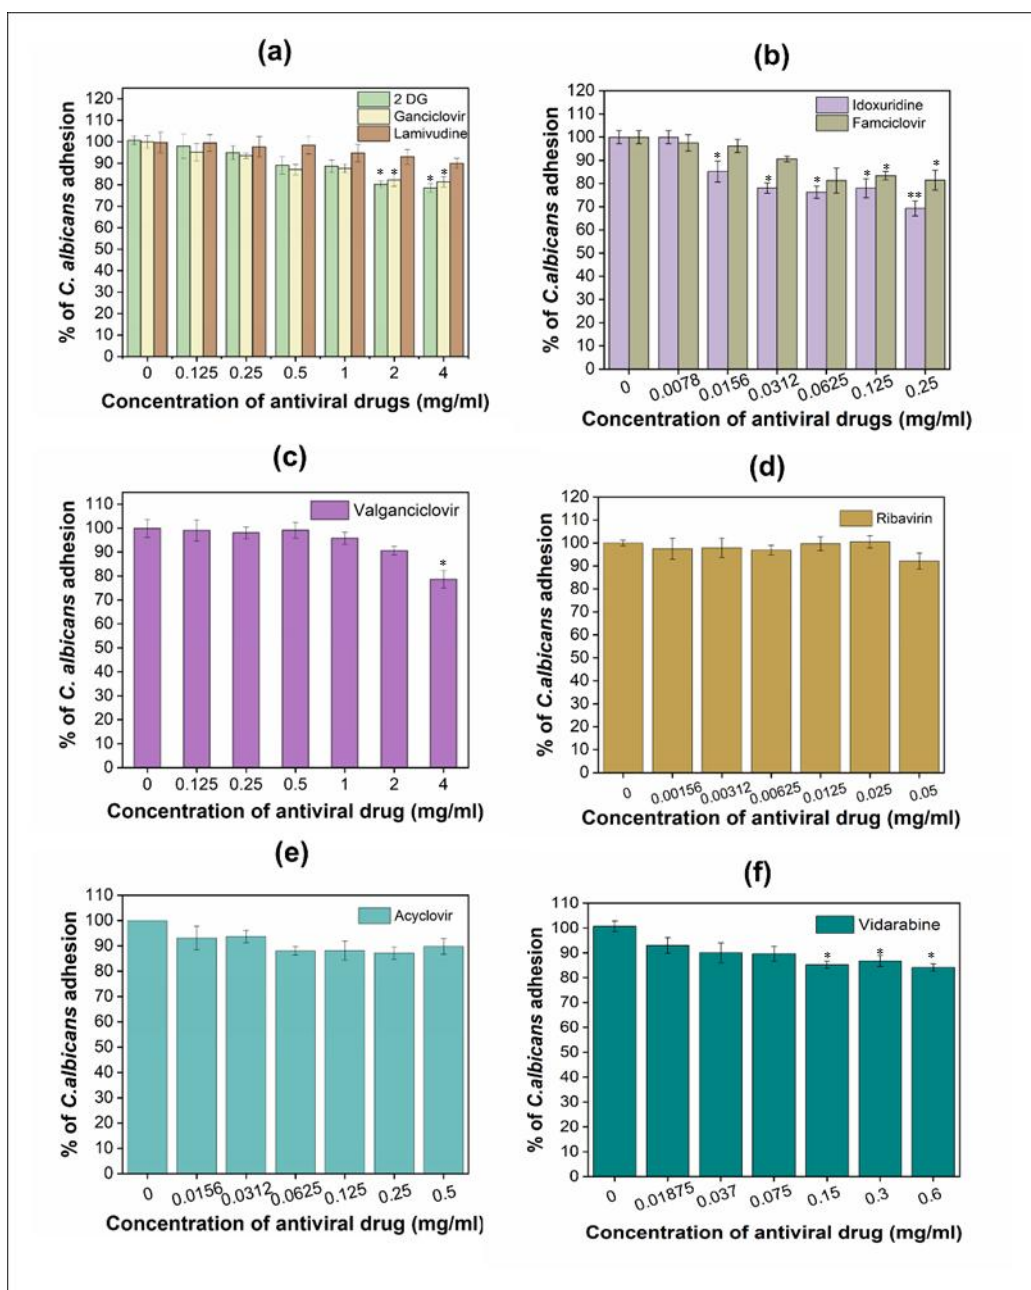 (a)
120
110
100
90
80
70
60
50
40
30
20
10
0
% of C. albicans adhesion
2 DG
Ganciclovir
Lamivudine
* *
* *
0 0.125 0.25 0.5 1 2 4
Concentration of antiviral drugs (mg/ml)
(b)
120
110
100
90
80
70
60
50
40
30
20
10
0
% of C.albicans adhesion
Idoxuridine
Famciclovir
*
*
*
* *
** *
0 0.0078 0.0156 0.0312 0.0625 0.125 0.25
Concentration of antiviral drugs (mg/ml)
(c)
110
100
90
80
70
60
50
40
30
20
10
0
% of C. albicans adhesion
Valganciclovir
*
0 0.125 0.25 0.5 1 2 4
Concentration of antiviral drug (mg/ml)
(d)
120
110
100
90
80
70
60
50
40
30
20
10
0
% of C.albicans adhesion
Ribavirin
0 0.00156 0.00312 0.00625 0.0125 0.025 0.05
Concentration of antiviral drug (mg/ml)
(e)
110
100
90
80
70
60
50
40
30
20
10
0
% of C.albicans adhesion
Acyclovir
0 0.0156 0.0312 0.0625 0.125 0.25 0.5
Concentration of antiviral drug (mg/ml)
(f)
110
100
90
80
70
60
50
40
30
20
10
0
% of C.albicans adhesion
Vidarabine
* * *
0 0.01875 0.037 0.075 0.15 0.3 0.6
Concentration of antiviral drug (mg/ml)